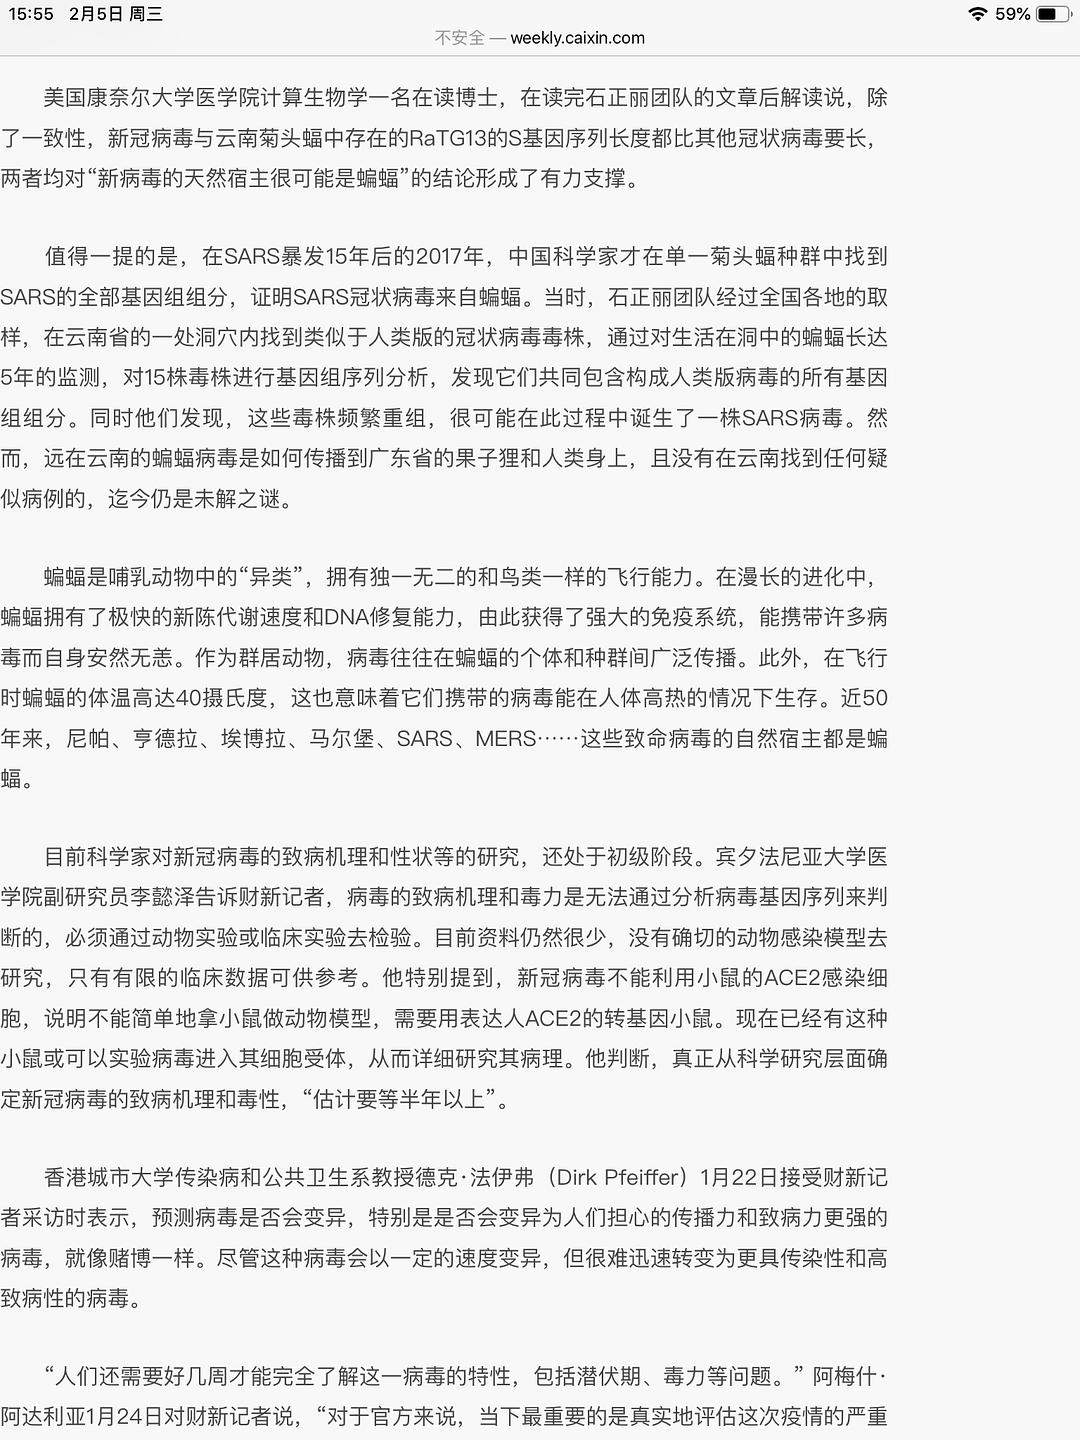 15:55 2月5日 周三 59%
不安全 — weekly.caixin.com
美国康奈尔大学医学院计算生物学一名在读博士，在读完石正丽团队的文章后解读说，除
了一致性，新冠病毒与云南菊头蝠中存在的RaTG13的S基因序列长度都比其他冠状病毒要长，
两者均对“新病毒的天然宿主很可能是蝙蝠”的结论形成了有力支撑。
值得一提的是，在SARS暴发15年后的2017年，中国科学家才在单一菊头蝠种群中找到
SARS的全部基因组组分，证明SARS冠状病毒来自蝙蝠。当时，石正丽团队经过全国各地的取
样，在云南省的一处洞穴内找到类似于人类版的冠状病毒毒株，通过对生活在洞中的蝙蝠长达
5年的监测，对15株毒株进行基因组序列分析，发现它们共同包含构成人类版病毒的所有基因
组组分。同时他们发现，这些毒株频繁重组，很可能在此过程中诞生了一株SARS病毒。然
而，远在云南的蝙蝠病毒是如何传播到广东省的果子狸和人类身上，且没有在云南找到任何疑
似病例的，迄今仍是未解之谜。
蝙蝠是哺乳动物中的“异类”，拥有独一无二的和鸟类一样的飞行能力。在漫长的进化中，
蝙蝠拥有了极快的新陈代谢速度和DNA修复能力，由此获得了强大的免疫系统，能携带许多病
毒而自身安然无恙。作为群居动物，病毒往往在蝙蝠的个体和种群间广泛传播。此外，在飞行
时蝙蝠的体温高达40摄氏度，这也意味着它们携带的病毒能在人体高热的情况下生存。近50
年来，尼帕、亨德拉、埃博拉、马尔堡、SARS、MERS……这些致命病毒的自然宿主都是蝙
蝠。
目前科学家对新冠病毒的致病机理和性状等的研究，还处于初级阶段。宾夕法尼亚大学医
学院副研究员李懿泽告诉财新记者，病毒的致病机理和毒力是无法通过分析病毒基因序列来判
断的，必须通过动物实验或临床实验去检验。目前资料仍然很少，没有确切的动物感染模型去
研究，只有有限的临床数据可供参考。他特别提到，新冠病毒不能利用小鼠的ACE2感染细
胞，说明不能简单地拿小鼠做动物模型，需要用表达人ACE2的转基因小鼠。现在已经有这种
小鼠或可以实验病毒进入其细胞受体，从而详细研究其病理。他判断，真正从科学研究层面确
定新冠病毒的致病机理和毒性，“估计要等半年以上”。
香港城市大学传染病和公共卫生系教授德克·法伊弗（Dirk Pfeiffer）1月22日接受财新记
者采访时表示，预测病毒是否会变异，特别是是否会变异为人们担心的传播力和致病力更强的
病毒，就像赌博一样。尽管这种病毒会以一定的速度变异，但很难迅速转变为更具传染性和高
致病性的病毒。
“人们还需要好几周才能完全了解这一病毒的特性，包括潜伏期、毒力等问题。” 阿梅什·
阿达利亚1月24日对财新记者说，“对于官方来说，当下最重要的是真实地评估这次疫情的严重